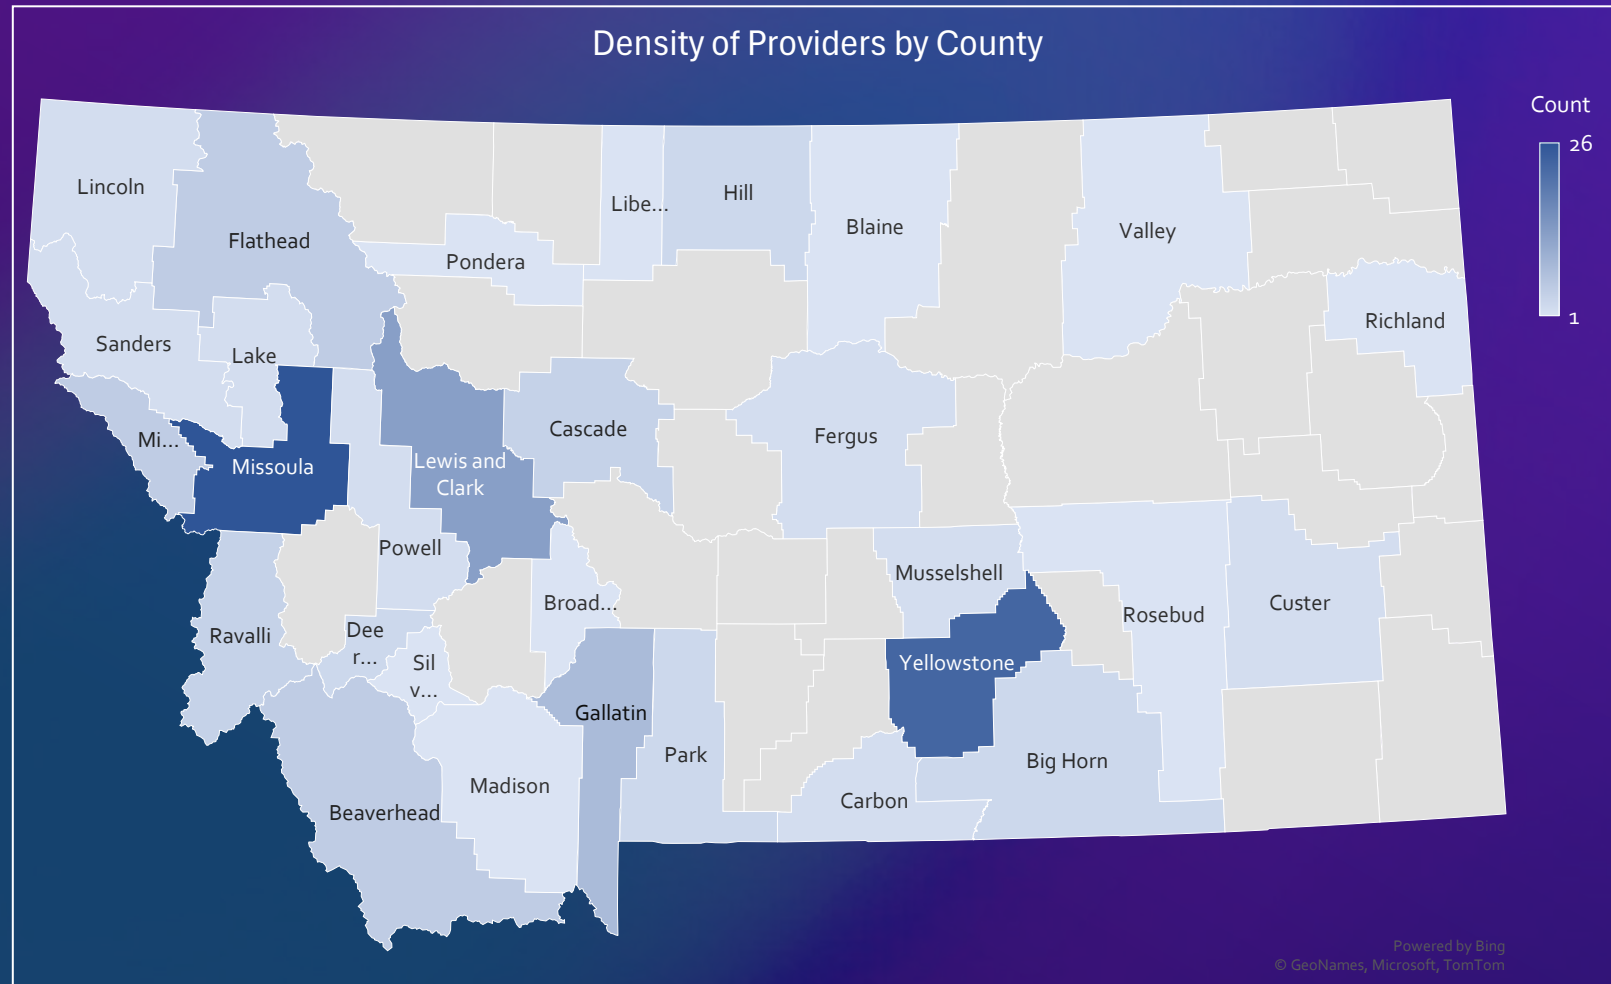 Density of Providers by County
Count
26
1
Lincoln
Flathead
Libe...
Hill
Blaine
Valley
Pondera
Richland
Sanders
Lake
Mi...
Missoula
Lewis and
Clark
Cascade
Fergus
Powell
Musselshell
Broad...
Rosebud
Custer
Ravalli
Dee
r...
Sil
v...
Yellowstone
Gallatin
Park
Big Horn
Madison
Carbon
Beaverhead
Powered by Bing
© GeoNames, Microsoft, TomTom